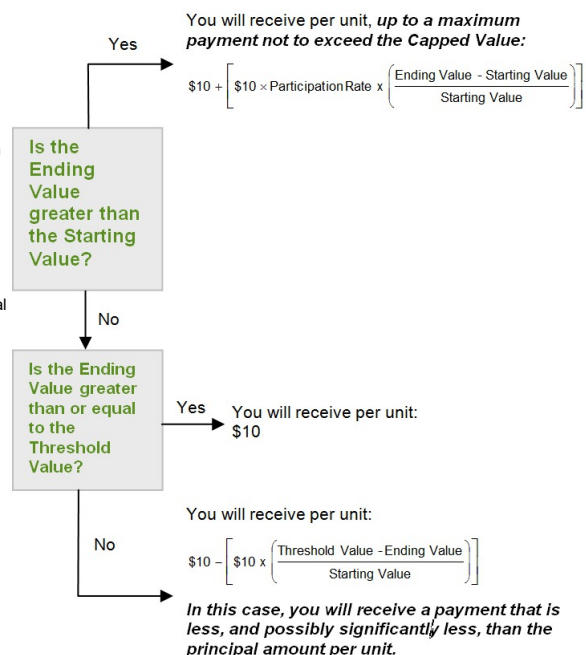 You will receive per unit, up to a maximum
Yes
payment not to exceed the Capped Value:
$10 + [ $10 × Participation Rate x ( Ending Value - Starting Value
Starting Value ) ]
Is the
Ending
Value
greater than
the Starting
Value?
No
Is the Ending
Value greater
than or equal
to the
Threshold
Value?
Yes
You will receive per unit:
$10
You will receive per unit:
No
$10 – [ $10 x ( Threshold Value - Ending Value
Starting Value ) ]
In this case, you will receive a payment that is
less, and possibly significantly less, than the
principal amount per unit.